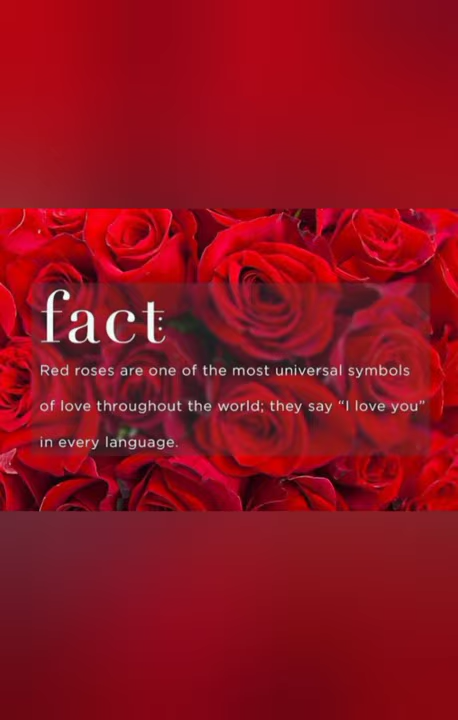 fact:
Red roses are one of the most universal symbols
of love throughout the world; they say “I love you”
in every language.